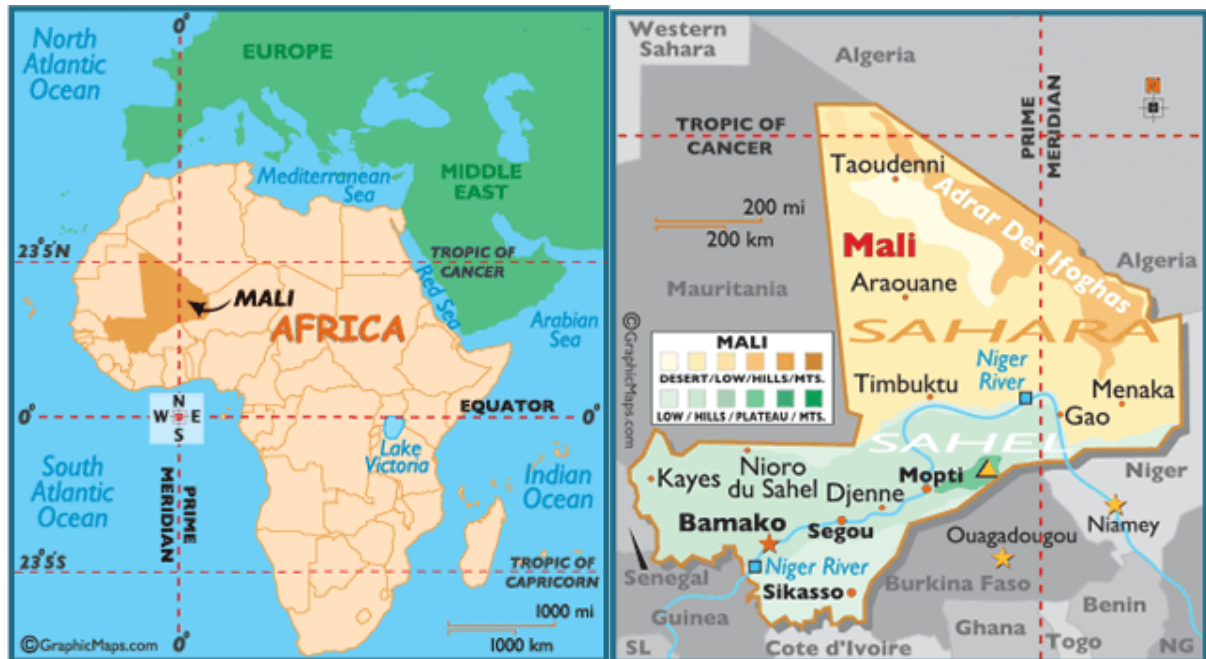 0°
North
Atlantic
Ocean
EUROPE
Mediterranean
Sea
MIDDLE
EAST
23°5'N
TROPIC OF
CANCER
Red Sea
MALI
AFRICA
Arabian
Sea
0°
N
W E
S
EQUATOR
0°
Lake
Victoria
South
Atlantic
Ocean
PRIME
MERIDIAN
Indian
Ocean
23°5'S
TROPIC OF
CAPRICORN
1000 mi
1000 km
©GraphicMaps.com
0°
Western
Sahara
Algeria
N
TROPIC OF
CANCER
PRIME
MERIDIAN
Taoudenni
Adrar Des Ifoghas
200 mi
200 km
Mali
Algeria
Mauritania
Araouane
©GraphicMaps.com
SAHARA
MALI
DESERT/LOW/HILLS/MTS.
LOW / HILLS / PLATEAU / MTS.
Niger
River
Timbuktu
Menaka
Gao
SAHEL
Kayes
Nioro
du Sahel
Djenne
Mopti
Niger
Bamako
Segou
Niamey
Ouagadougou
Senegal
Niger River
Burkina Faso
Sikasso
Guinea
Benin
Ghana
Togo
SL
Cote d'Ivoire
NG